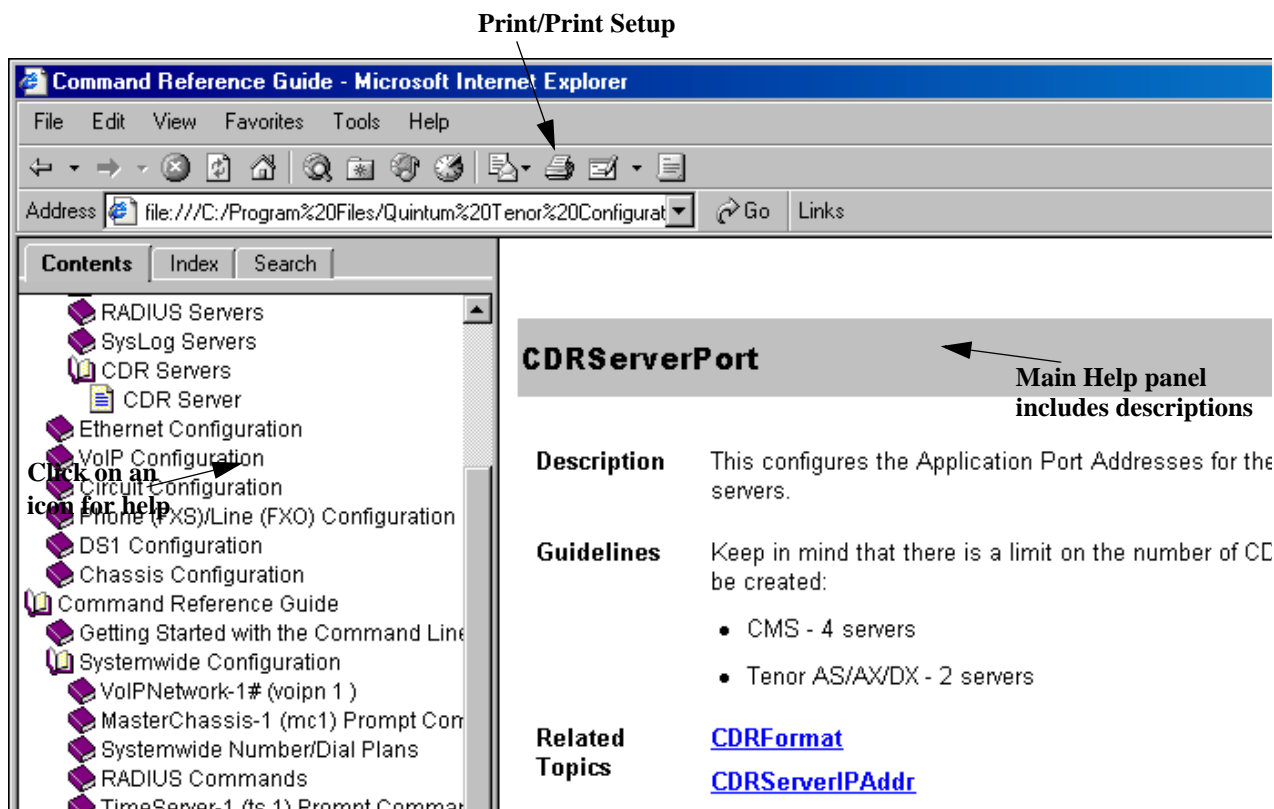 Print/Print Setup
Command Reference Guide - Microsoft Internet Explorer
File Edit View Favorites Tools Help
Address file:///C:/Program%20Files/Quintum%20Tenor%20Configurat Go Links
Contents Index Search
RADIUS Servers
SysLog Servers
CDR Servers
CDR Server
Ethernet Configuration
VoIP Configuration
Circuit Configuration
Phone (FXS)/Line (FXO) Configuration
DS1 Configuration
Chassis Configuration
Command Reference Guide
Getting Started with the Command Line
Systemwide Configuration
VoIPNetwork-1# (voipn 1 )
MasterChassis-1 (mc1) Prompt Com
Systemwide Number/Dial Plans
RADIUS Commands
TimeServer-1 (ts 1) Prompt Commar
Click on an
icon for help
CDRServerPort
Main Help panel
includes descriptions
Description This configures the Application Port Addresses for the
servers.
Guidelines Keep in mind that there is a limit on the number of CD
be created:
• CMS - 4 servers
• Tenor AS/AX/DX - 2 servers
Related
Topics
CDRFormat
CDRServerIPAddr